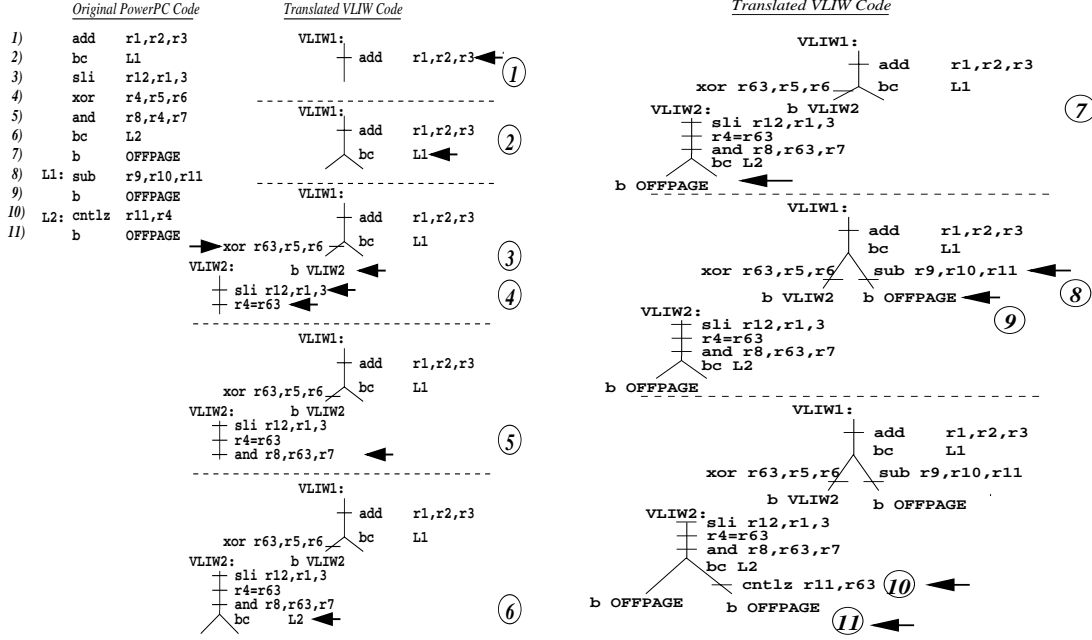 Original PowerPC Code
1) add r1,r2,r3
2) bc L1
3) sli r12,r1,3
4) xor r4,r5,r6
5) and r8,r4,r7
6) bc L2
7) b OFFPAGE
8) L1: sub r9,r10,r11
9) b OFFPAGE
10) L2: cntlz r11,r4
11) b OFFPAGE
Translated VLIW Code
VLIW1:
add r1,r2,r3
1
VLIW1:
add r1,r2,r3
bc L1
2
VLIW1:
add r1,r2,r3
xor r63,r5,r6 bc L1
3
VLIW2: b VLIW2
sli r12,r1,3
r4=r63
4
VLIW1:
add r1,r2,r3
xor r63,r5,r6 bc L1
VLIW2: b VLIW2
sli r12,r1,3
r4=r63
and r8,r63,r7
5
VLIW1:
add r1,r2,r3
xor r63,r5,r6 bc L1
VLIW2: b VLIW2
sli r12,r1,3
r4=r63
and r8,r63,r7
bc L2
6
Translated VLIW Code
VLIW1:
add r1,r2,r3
xor r63,r5,r6 bc L1
VLIW2: b VLIW2
7
sli r12,r1,3
r4=r63
and r8,r63,r7
bc L2
b OFFPAGE
VLIW1:
add r1,r2,r3
bc L1
xor r63,r5,r6 sub r9,r10,r11
8
b VLIW2 b OFFPAGE
9
VLIW2:
sli r12,r1,3
r4=r63
and r8,r63,r7
bc L2
b OFFPAGE
VLIW1:
add r1,r2,r3
bc L1
xor r63,r5,r6 sub r9,r10,r11
b VLIW2 b OFFPAGE
VLIW2:
sli r12,r1,3
r4=r63
and r8,r63,r7
bc L2
cntlz r11,r63 10
b OFFPAGE b OFFPAGE
11